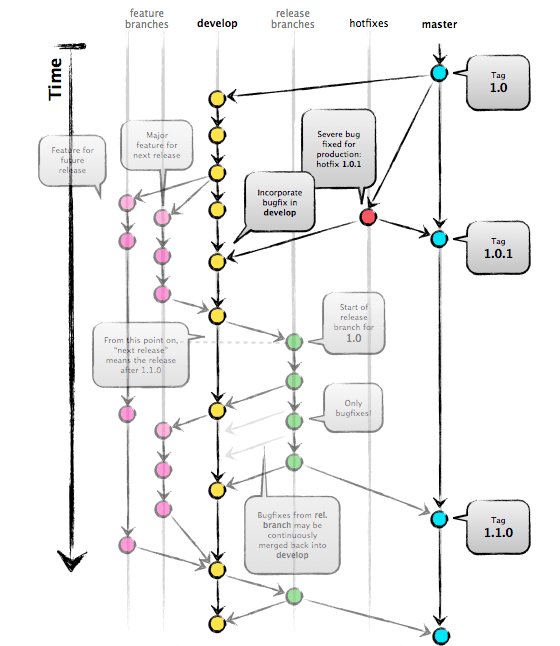 feature
branches
develop
release
branches
hotfixes
master
Time
Tag
1.0
Feature for
future
release
Major
feature for
next release
Severe bug
fixed for
production:
hotfix 1.0.1
Incorporate
bugfix in
develop
Tag
1.0.1
Start of
release
branch for
1.0
From this point on,
"next release"
means the release
after 1.1.0
Only
bugfixes!
Bugfixes from rel.
branch may be
continuously
merged back into
develop
Tag
1.1.0